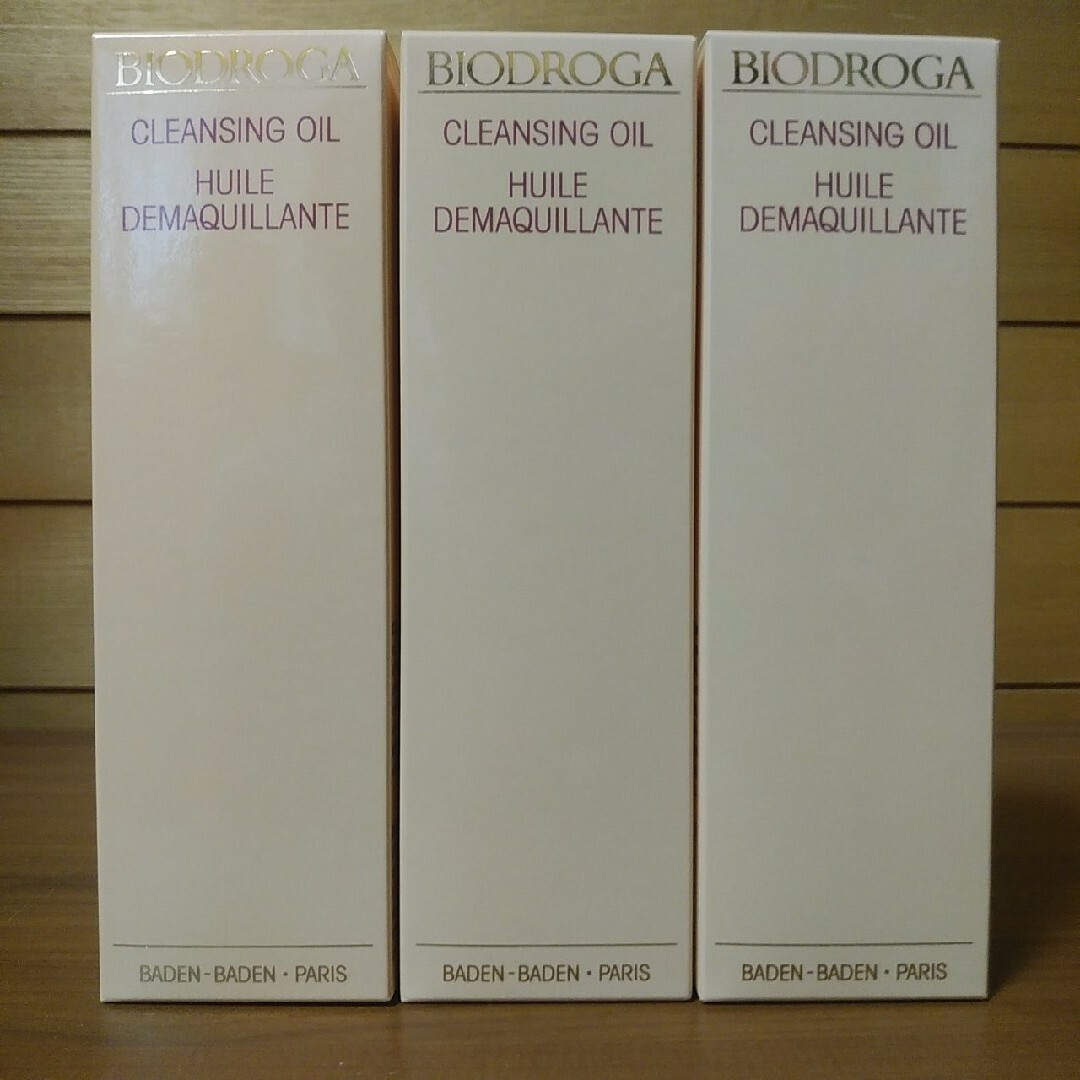 BIODROGA
CLEANSING OIL
HUILE
DEMAQUILLANTE
BADEN-BADEN · PARIS
BIODROGA
CLEANSING OIL
HUILE
DEMAQUILLANTE
BADEN-BADEN · PARIS
BIODROGA
CLEANSING OIL
HUILE
DEMAQUILLANTE
BADEN-BADEN · PARIS